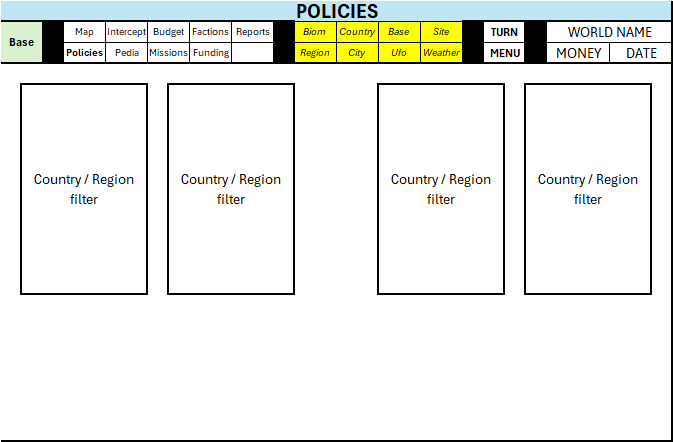 POLICIES
Base
Map Intercept Budget Factions Reports
Policies Pedia Missions Funding
Biom Country Base Site
Region City Ufo Weather
TURN
MENU
WORLD NAME
MONEY DATE
Country / Region
filter
Country / Region
filter
Country / Region
filter
Country / Region
filter